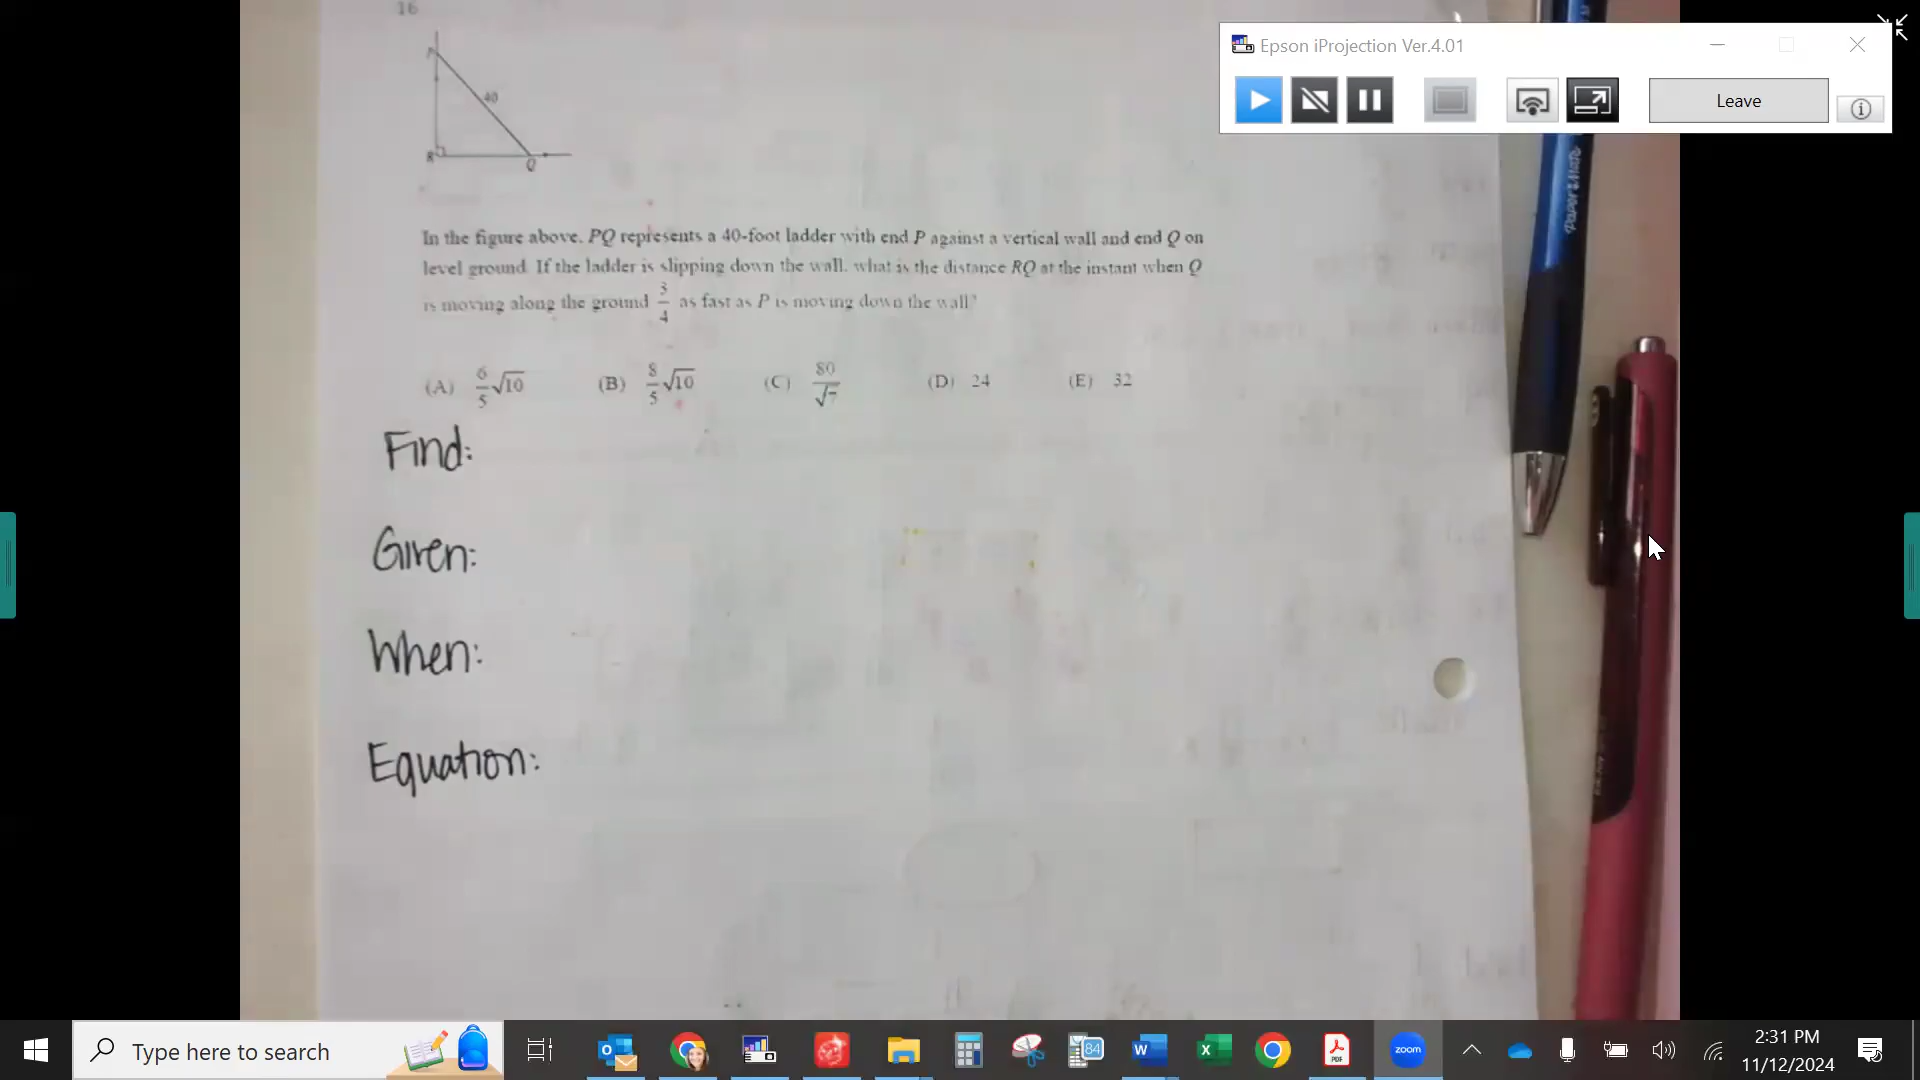 16
P
40
R
Q
In the figure above, PQ represents a 40-foot ladder with end P against a vertical wall and end Q on
level ground. If the ladder is slipping down the wall, what is the distance RQ at the instant when Q
is moving along the ground 3/4 as fast as P is moving down the wall?
(A) 6/5 √10 (B) 8/5 √10 (C) 80/√7 (D) 24 (E) 32
Find:
Given:
When:
Equation:
Epson iProjection Ver.4.01
Leave
PaperMate
Type here to search
84
zoom
PDF
2:31 PM
11/12/2024